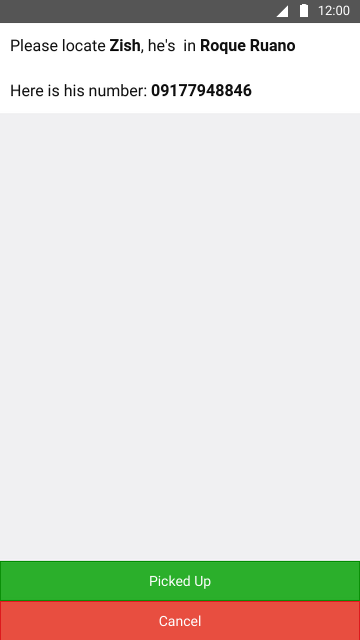 12:00
Please locate Zish, he's  in Roque Ruano
Here is his number: 09177948846
Picked Up
Cancel